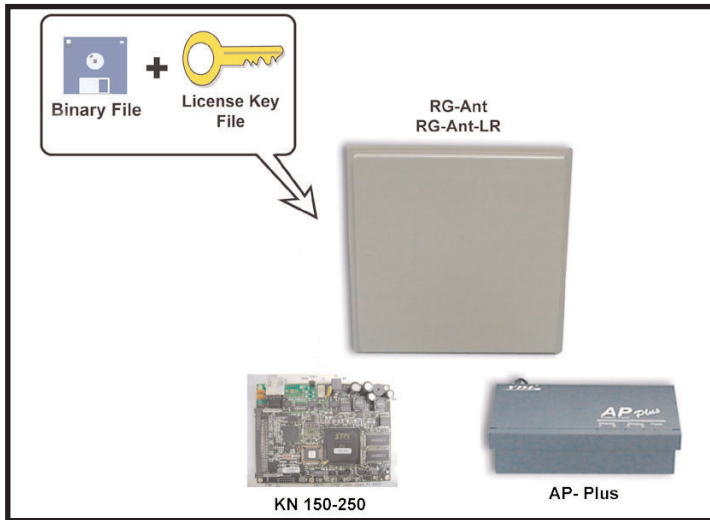 Binary File
License Key
File
RG-Ant
RG-Ant-LR
AP Plus
KN 150-250
AP- Plus